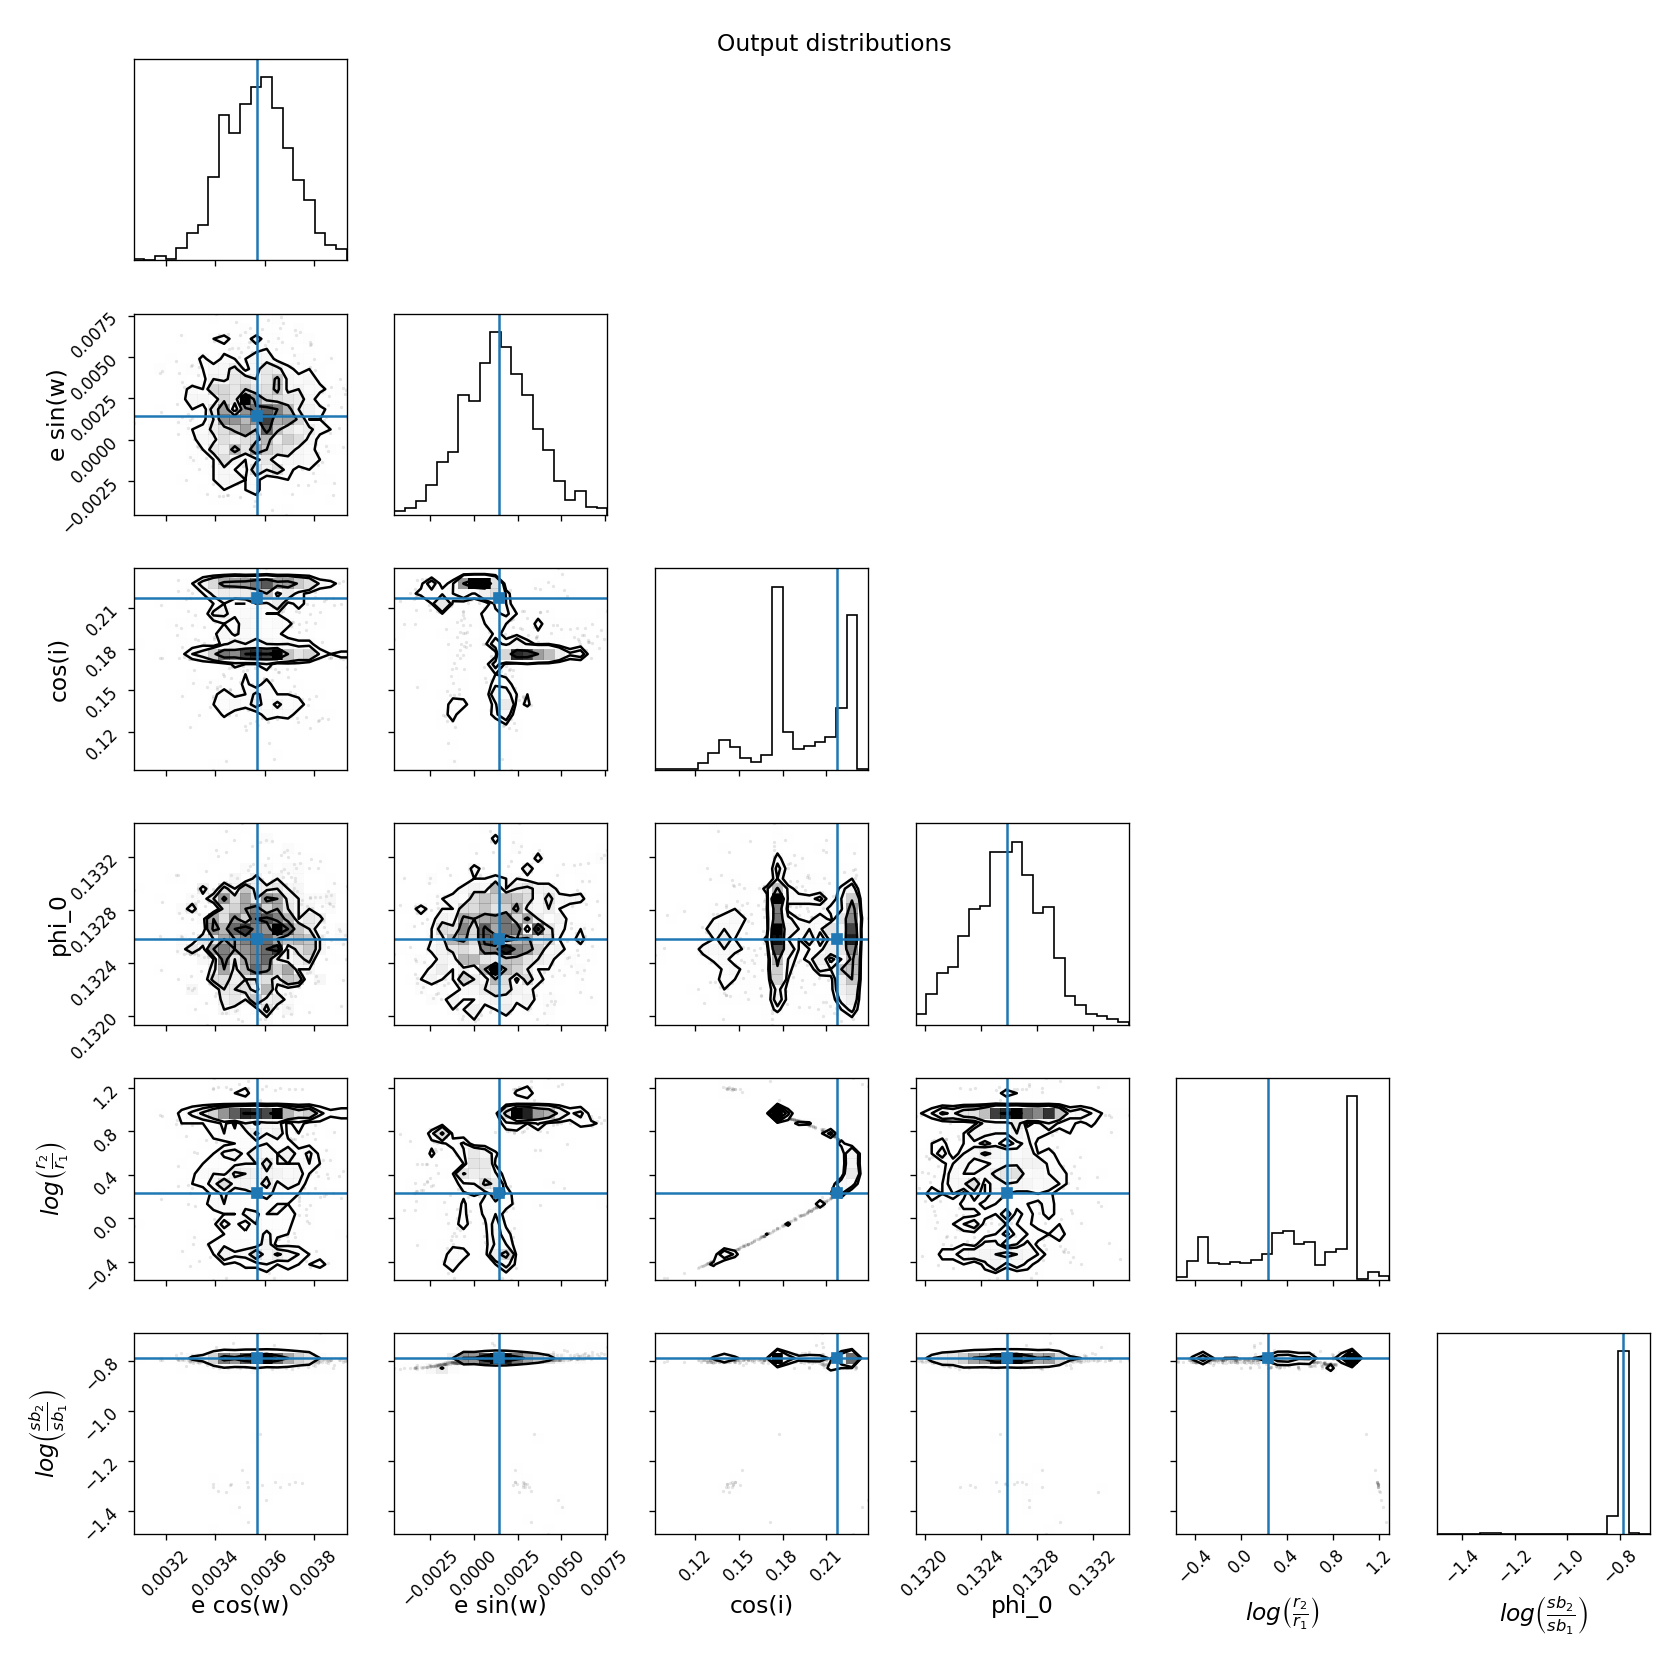 Output distributions
0.0075
0.0050
0.0025
0.0000
−0.0025
e sin(w)
0.21
0.18
0.15
0.12
cos(i)
0.1332
0.1328
0.1324
0.1320
phi_0
1.2
0.8
0.4
0.0
−0.4
log(r₂/r₁)
−0.8
−1.0
−1.2
−1.4
log(sb₂/sb₁)
0.0032 0.0034 0.0036 0.0038
−0.0025 0.0000 0.0025 0.0050 0.0075
0.12 0.15 0.18 0.21
0.1320 0.1324 0.1328 0.1332
−0.4 0.0 0.4 0.8 1.2
−1.4 −1.2 −1.0 −0.8
e cos(w) e sin(w) cos(i) phi_0 log(r₂/r₁) log(sb₂/sb₁)